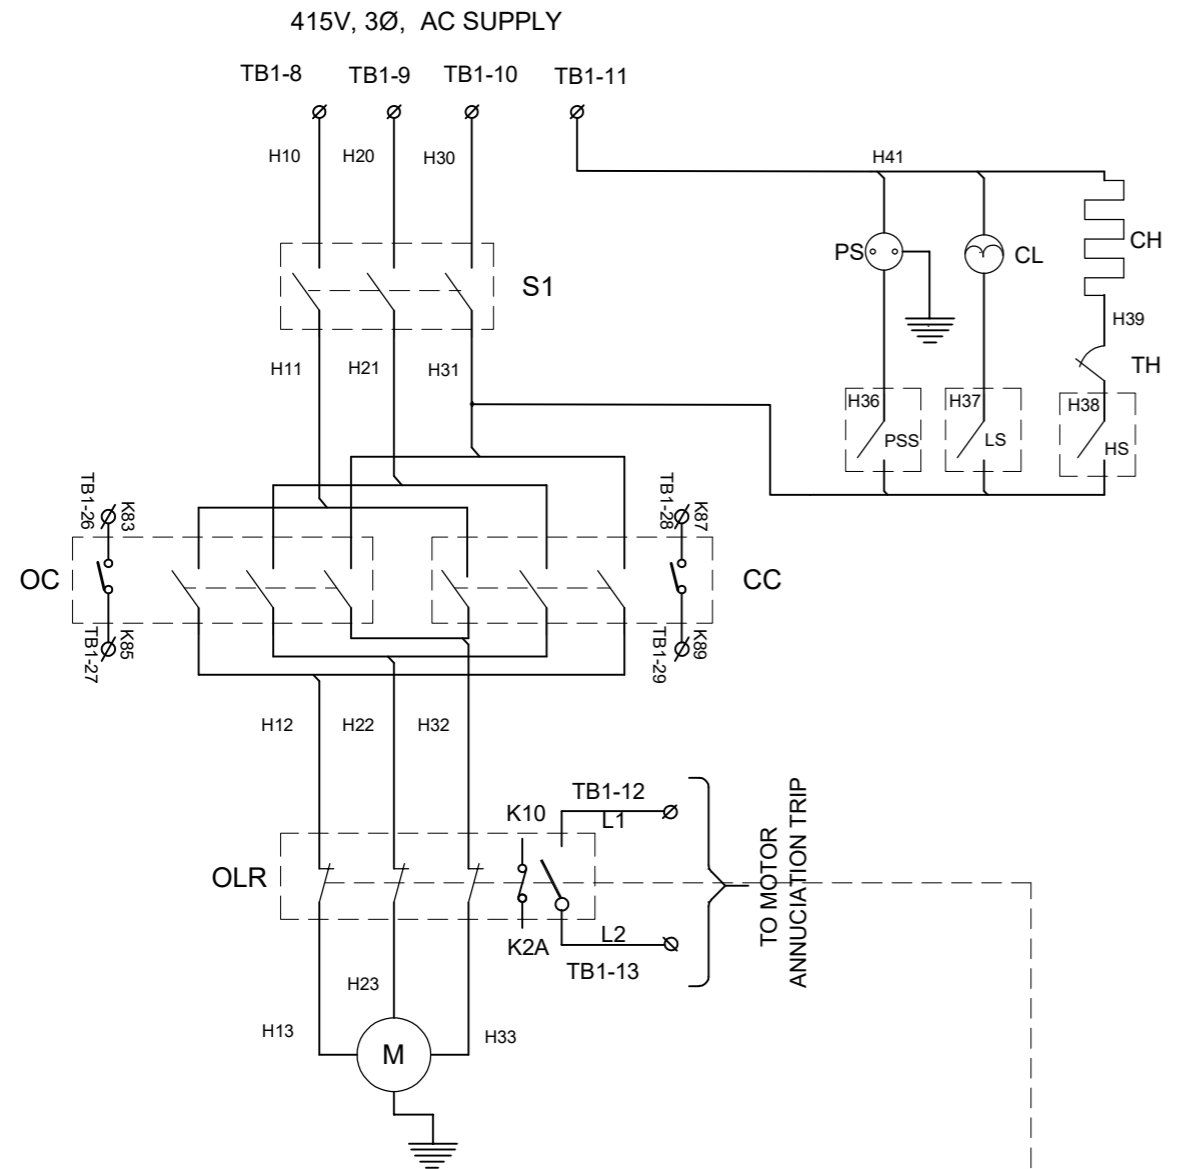 415V, 3Ø, AC SUPPLY
TB1-8
TB1-9
TB1-10
TB1-11
H10
H20
H30
H41
S1
PS
CL
CH
H39
TH
H11
H21
H31
H36
PSS
H37
LS
H38
HS
TB1-26
K83
TB1-28
K87
OC
CC
TB1-27
K85
TB1-29
K89
H12
H22
H32
K10
TB1-12
L1
OLR
K2A
L2
TB1-13
TO MOTOR
ANNUCIATION TRIP
H23
H13
H33
M